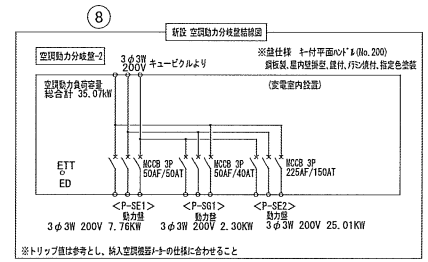 ⑧
新設 空調動力分岐盤結線図
空調動力分岐盤-2
3φ3W
200V
キュービクルより
※盤仕様 キー付平面ハンドル(No.200)
鋼板製、屋内壁掛型、錠付、メラミン焼付、指定色塗装
空調動力負荷容量
総合計 35.07kW
(変電室内設置)
ETT
ED
MCCB 3P
50AF/50AT
MCCB 3P
50AF/40AT
MCCB 3P
225AF/150AT
<P-SE1>
動力盤
3φ3W 200V 7.76KW
<P-SG1>
動力盤
3φ3W 200V 2.30KW
<P-SE2>
動力盤
3φ3W 200V 25.01KW
※トリップ値は参考とし、納入空調機器メーカーの仕様に合わせること